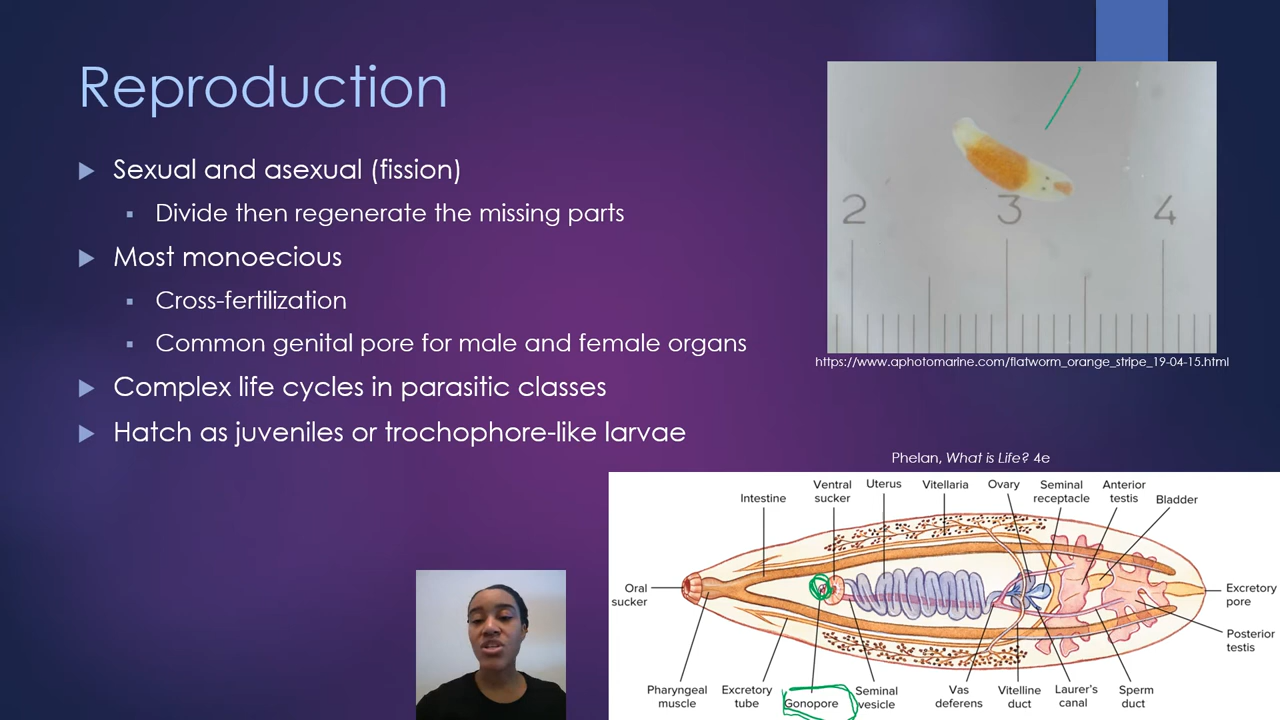 Reproduction
Sexual and asexual (fission)
Divide then regenerate the missing parts
Most monoecious
Cross-fertilization
Common genital pore for male and female organs
Complex life cycles in parasitic classes
Hatch as juveniles or trochophore-like larvae
2 3 4
https://www.aphotomarine.com/flatworm_orange_stripe_19-04-15.html
Phelan, What is Life? 4e
Intestine
Ventral
sucker
Uterus
Vitellaria
Ovary
Seminal
receptacle
Anterior
testis
Bladder
Oral
sucker
Excretory
pore
Posterior
testis
Pharyngeal
muscle
Excretory
tube
Gonopore
Seminal
vesicle
Vas
deferens
Vitelline
duct
Laurer's
canal
Sperm
duct